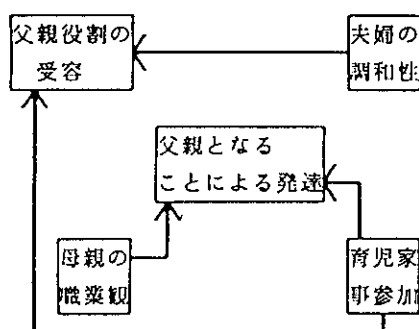 父親役割の
受容
夫婦の
調和性
父親となる
ことによる発達
母親の
職業観
育児家
事参加